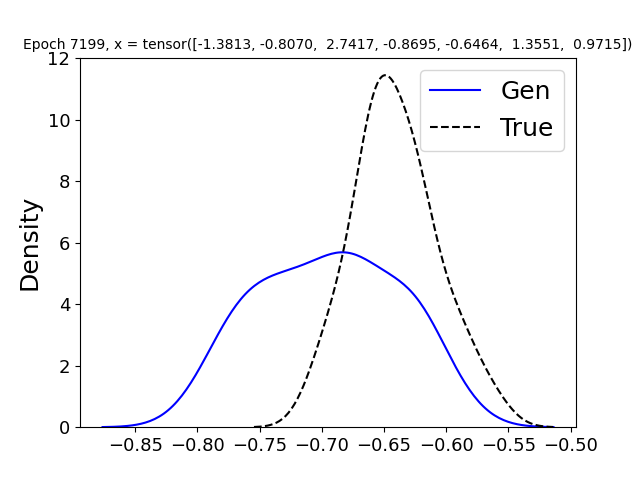 Epoch 7199, x = tensor([-1.3813, -0.8070,  2.7417, -0.8695, -0.6464,  1.3551,  0.9715])
12
10
8
6
4
2
0
Density
Gen
True
−0.85 −0.80 −0.75 −0.70 −0.65 −0.60 −0.55 −0.50